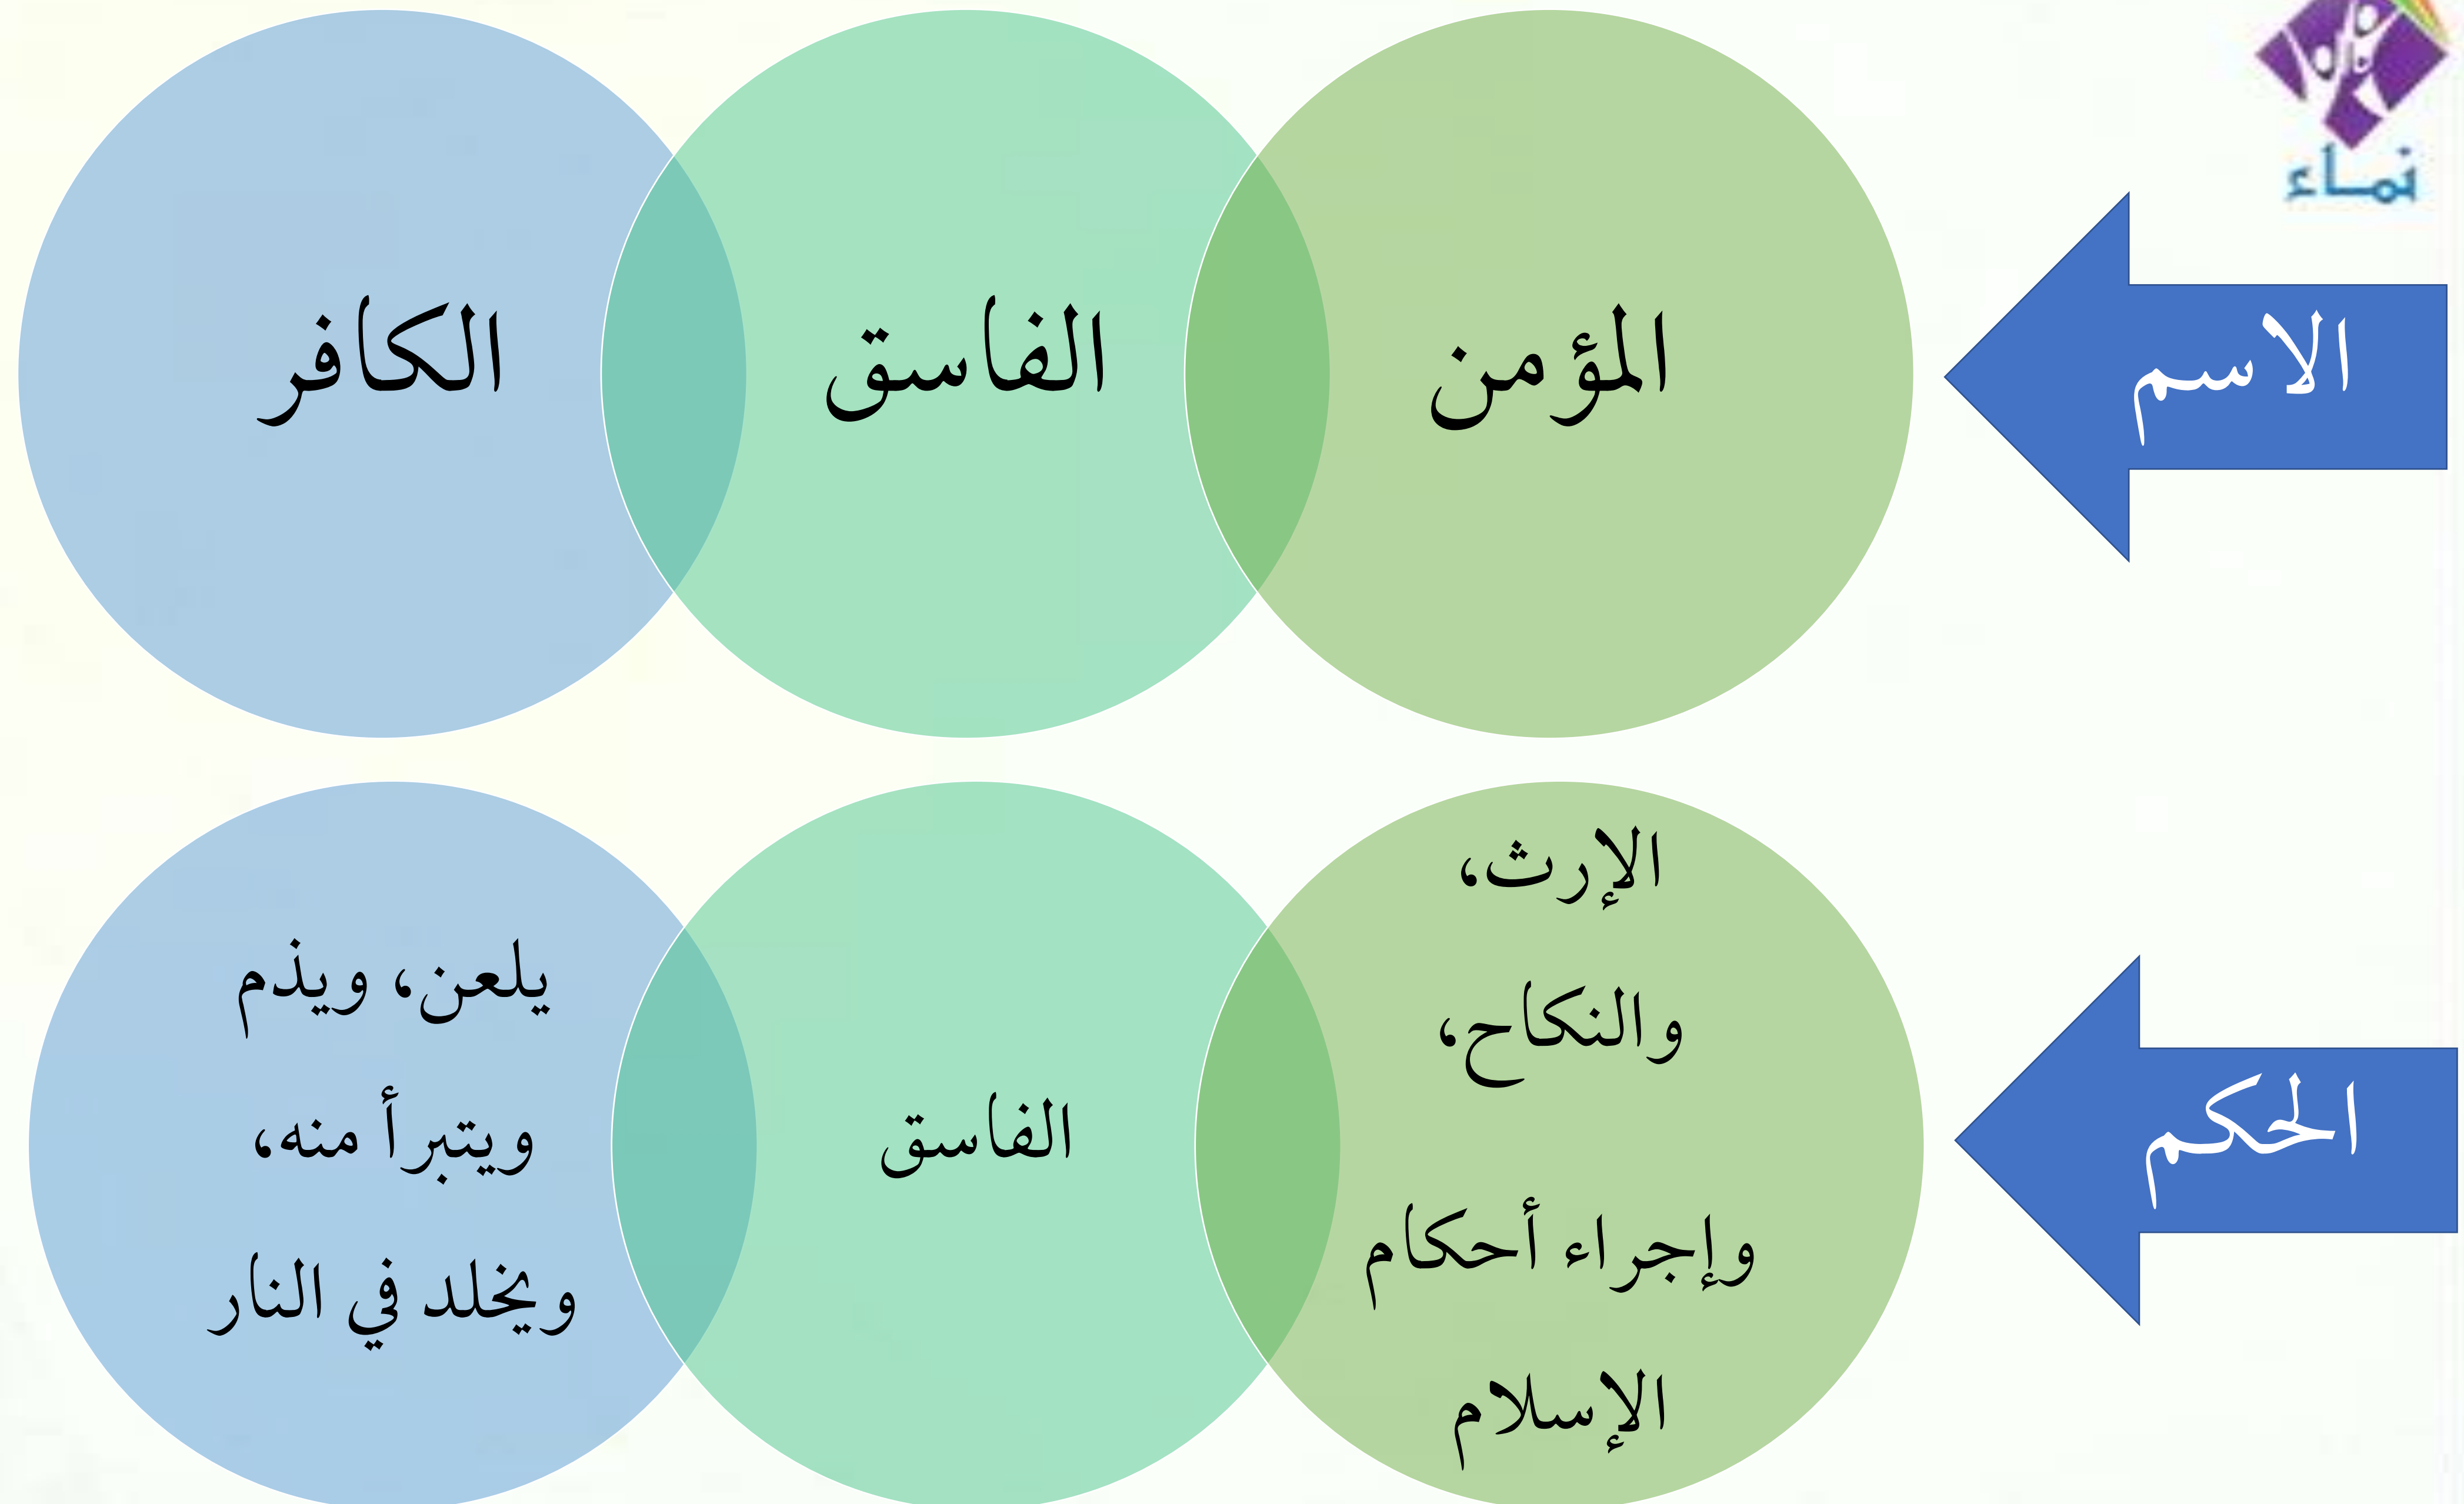 نماء
الاسم
المؤمن
الفاسق
الكافر
الحكم
الإرث،
والنكاح،
وإجراء أحكام
الإسلام
الفاسق
يلعن، ويذم
ويتبرأ منه،
ويخلد في النار